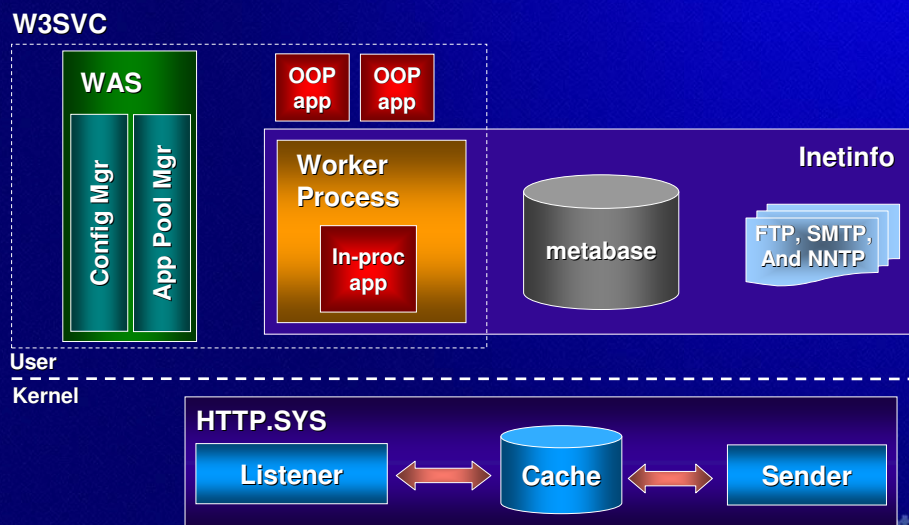 W3SVC
WAS
Config Mgr
App Pool Mgr
OOP
app
OOP
app
Worker
Process
In-proc
app
Inetinfo
metabase
FTP, SMTP,
And NNTP
User
Kernel
HTTP.SYS
Listener
Cache
Sender